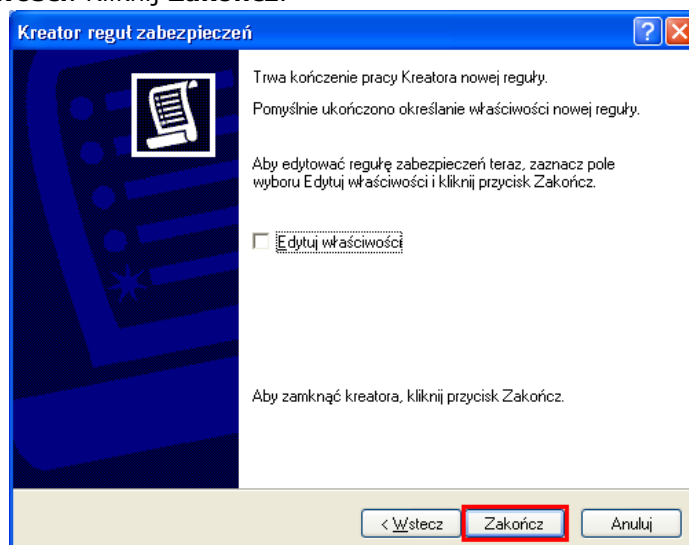 Kliknij Zakończ.
Kreator reguł zabezpieczeń
Trwa kończenie pracy Kreatora nowej reguły.
Pomyślnie ukończono określanie właściwości nowej reguły.
Aby edytować regułę zabezpieczeń teraz, zaznacz pole
wyboru Edytuj właściwości i kliknij przycisk Zakończ.
Edytuj właściwości
Aby zamknąć kreatora, kliknij przycisk Zakończ.
< Wstecz Zakończ Anuluj